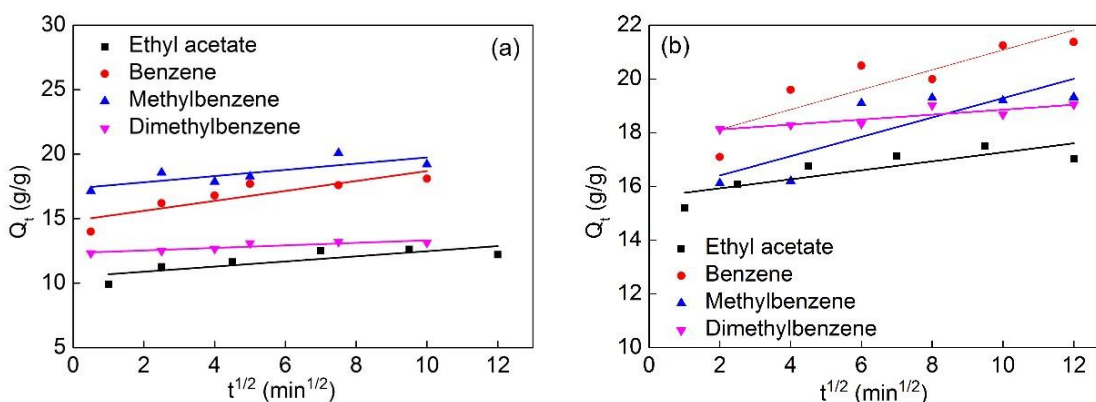 30
25
20
15
10
5
Qt (g/g)
Ethyl acetate
Benzene
Methylbenzene
Dimethylbenzene
(a)
0 2 4 6 8 10 12
t1/2 (min1/2)
22
20
18
16
14
12
10
Qt (g/g)
(b)
Ethyl acetate
Benzene
Methylbenzene
Dimethylbenzene
0 2 4 6 8 10 12
t1/2 (min1/2)